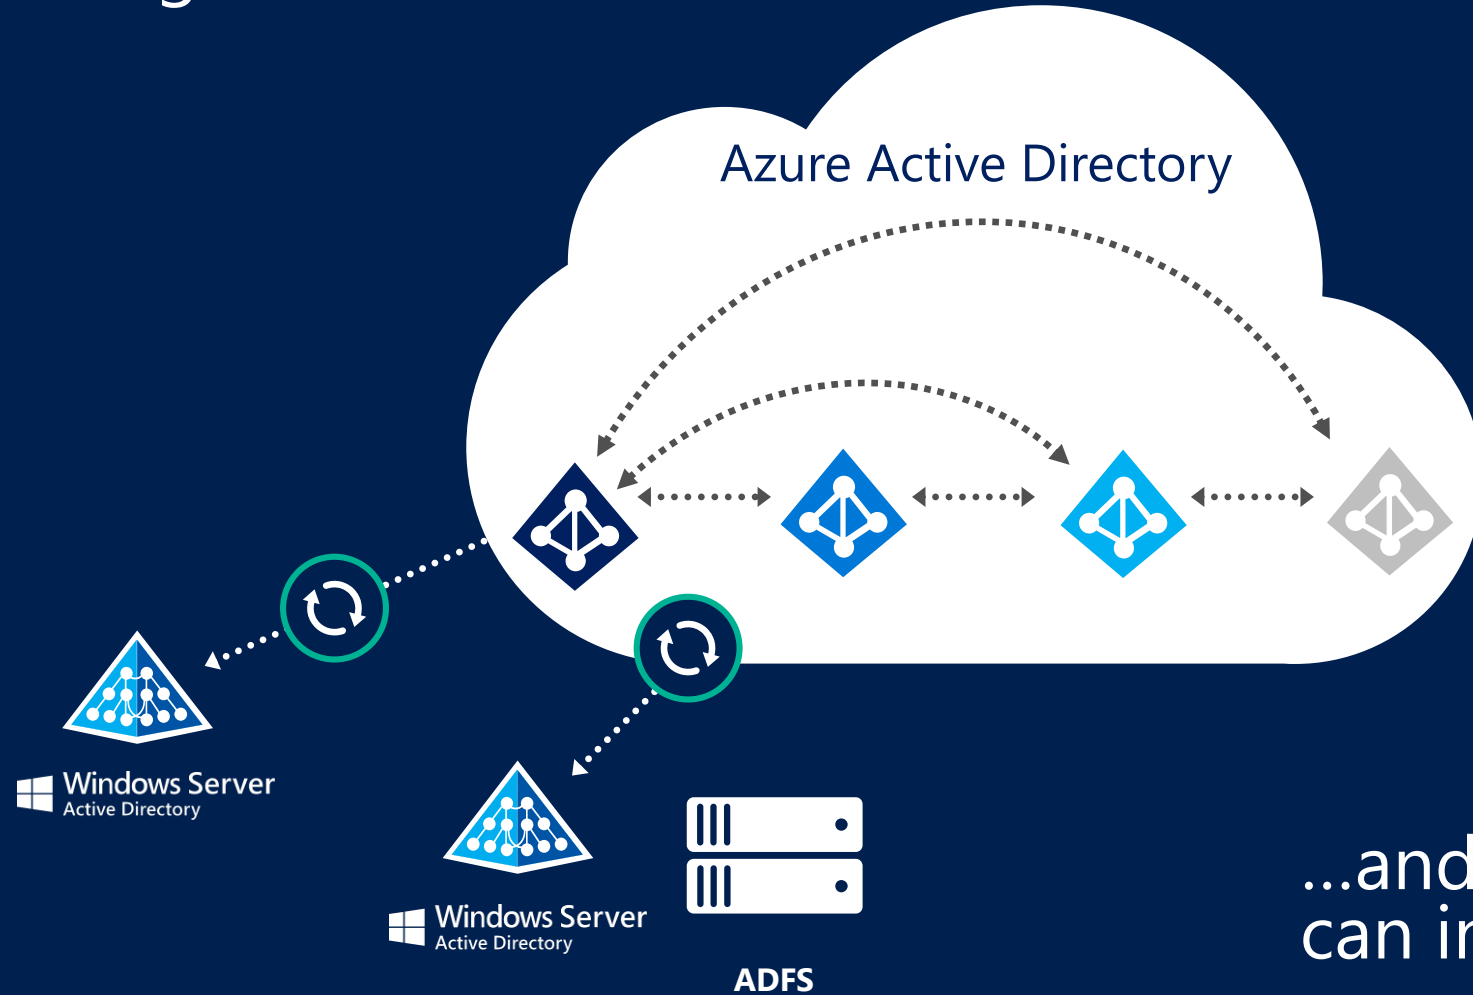 Azure Active Directory
Windows Server
Active Directory
Windows Server
Active Directory
ADFS
...and
can